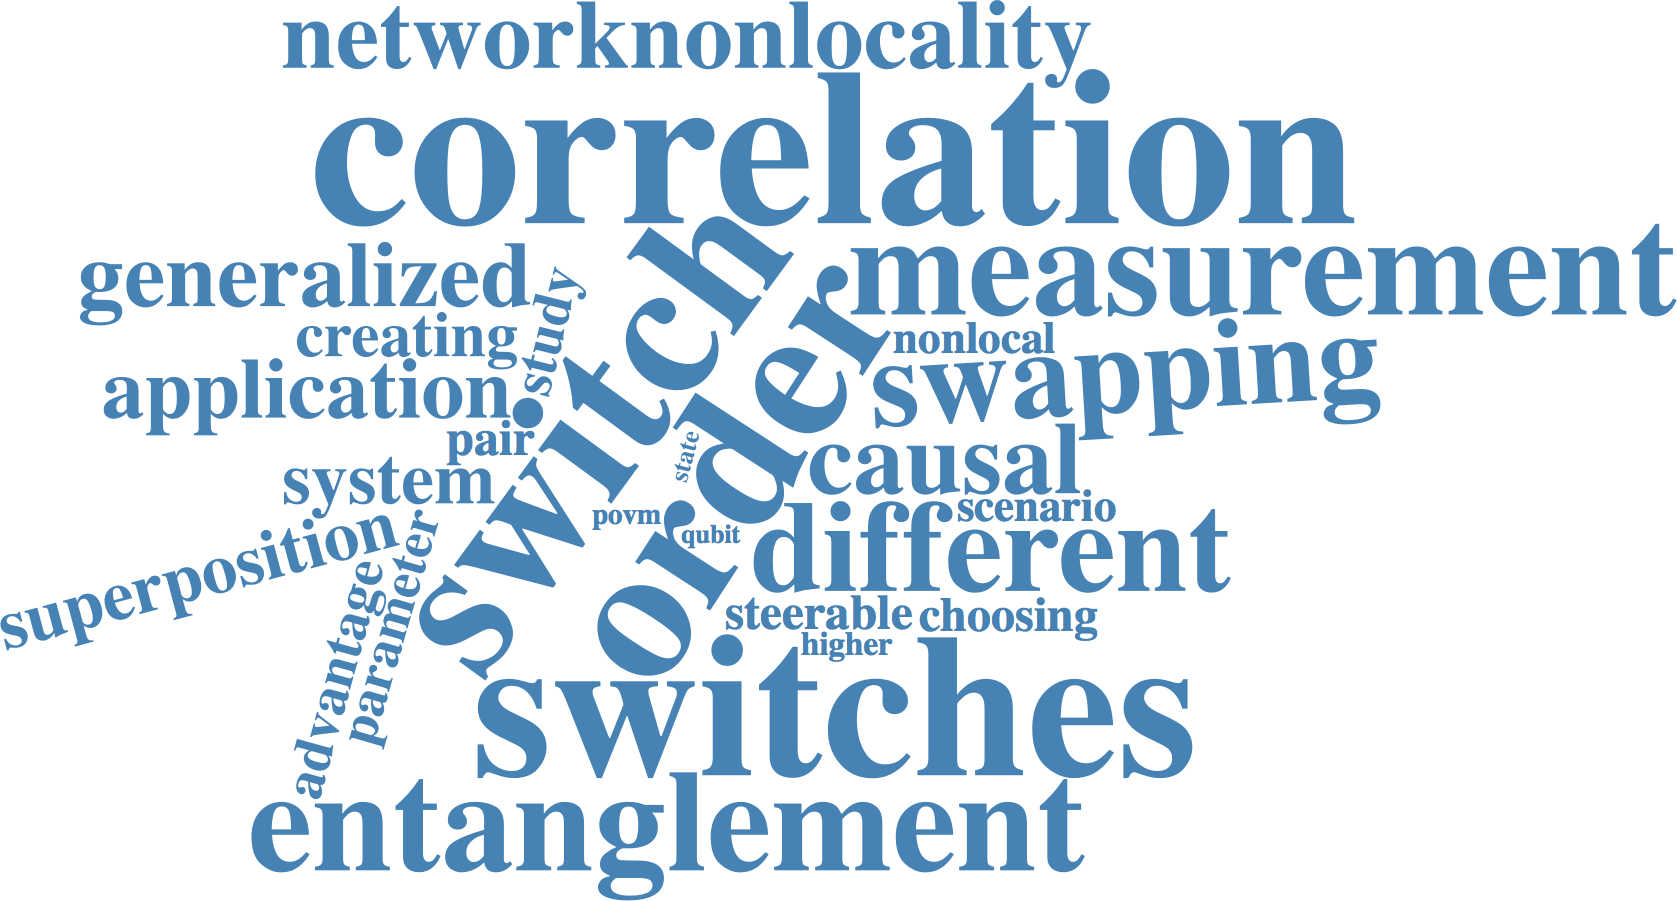 networknonlocality
correlation
switch
generalized
measurement
order
study
creating
nonlocal
swapping
application
pair
state
causal
system
povm
qubit
scenario
different
superposition
parameter
advantage
steerable
choosing
higher
switches
entanglement